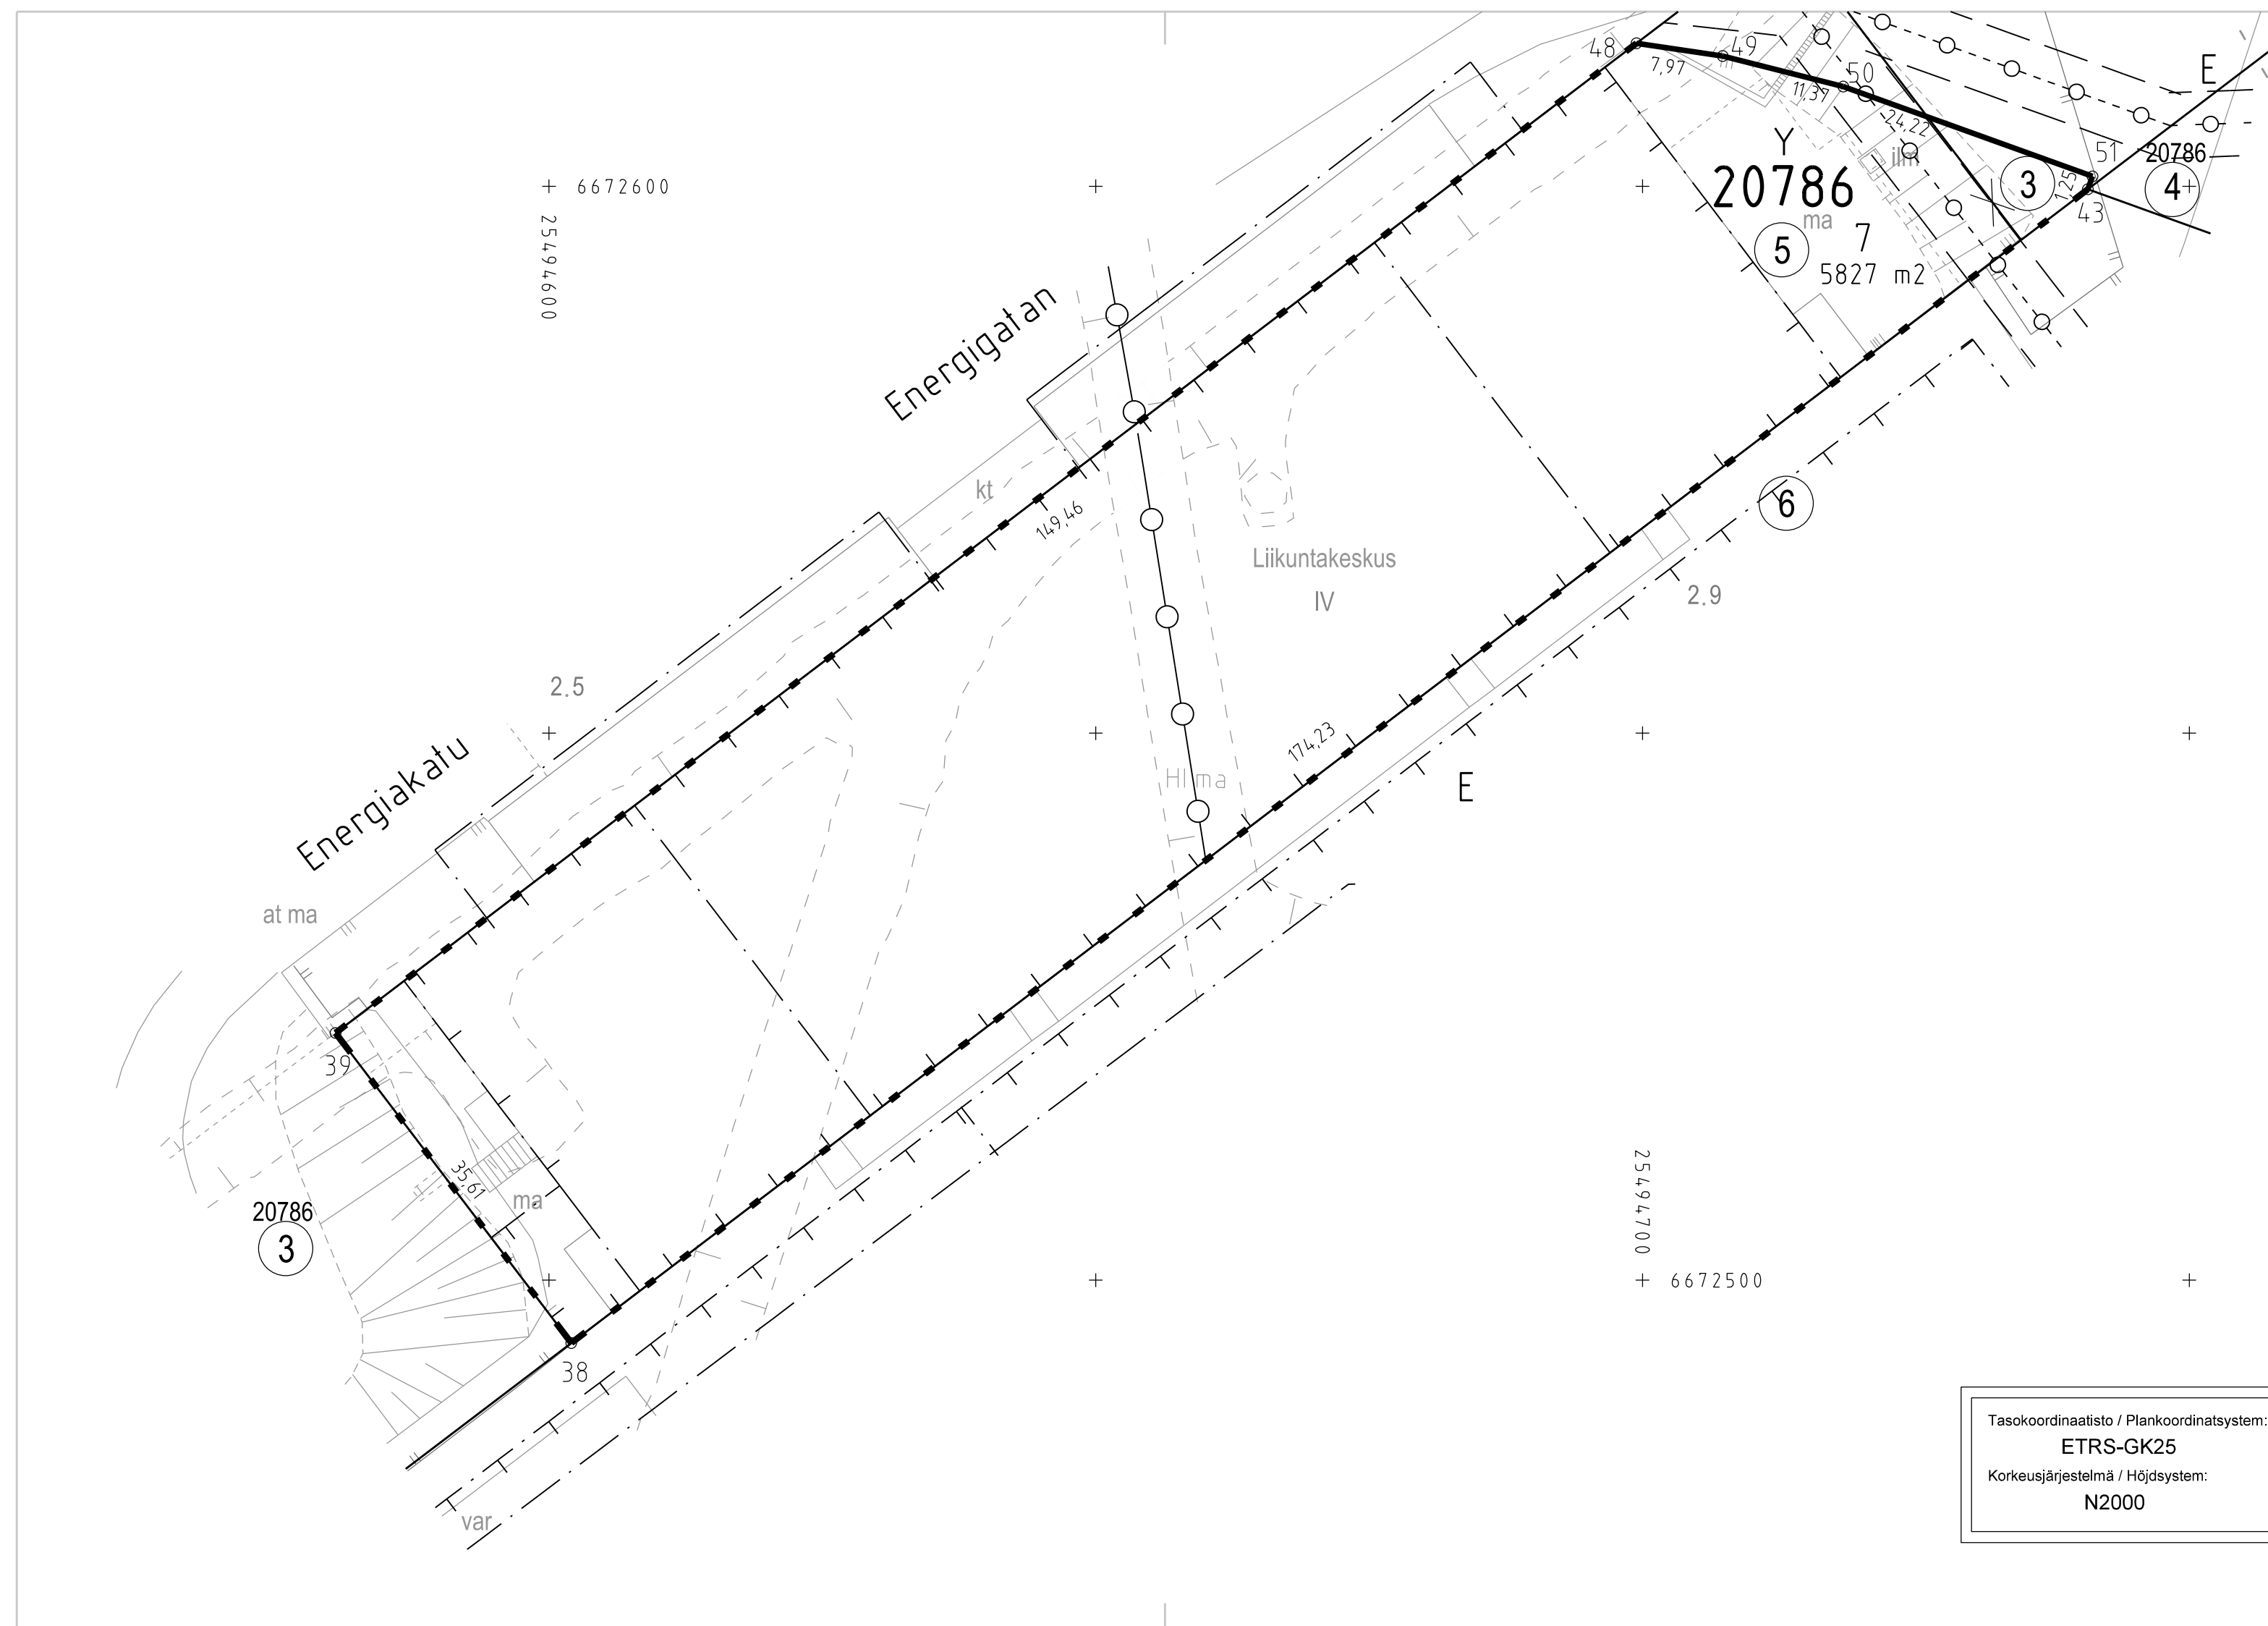 48
49
7,97
50
11,37
24,22
E
Y
20786
ilm
51
20786
3
4
1,25
43
6672600
25494600
ma
5
7
5827 m2
Energigatan
kt
149,46
6
Liikuntakeskus
IV
2.9
2.5
174,23
Energiakatu
Hl ma
E
at ma
39
35,61
ma
20786
3
25494700
6672500
38
var
Tasokoordinaatisto / Plankoordinatsystem:
ETRS-GK25
Korkeusjärjestelmä / Höjdsystem:
N2000